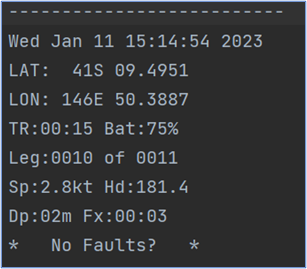 --------------------------
Wed Jan 11 15:14:54 2023
LAT:  41S 09.4951
LON: 146E 50.3887
TR:00:15 Bat:75%
Leg:0010 of 0011
Sp:2.8kt Hd:181.4
Dp:02m Fx:00:03
*   No Faults?   *